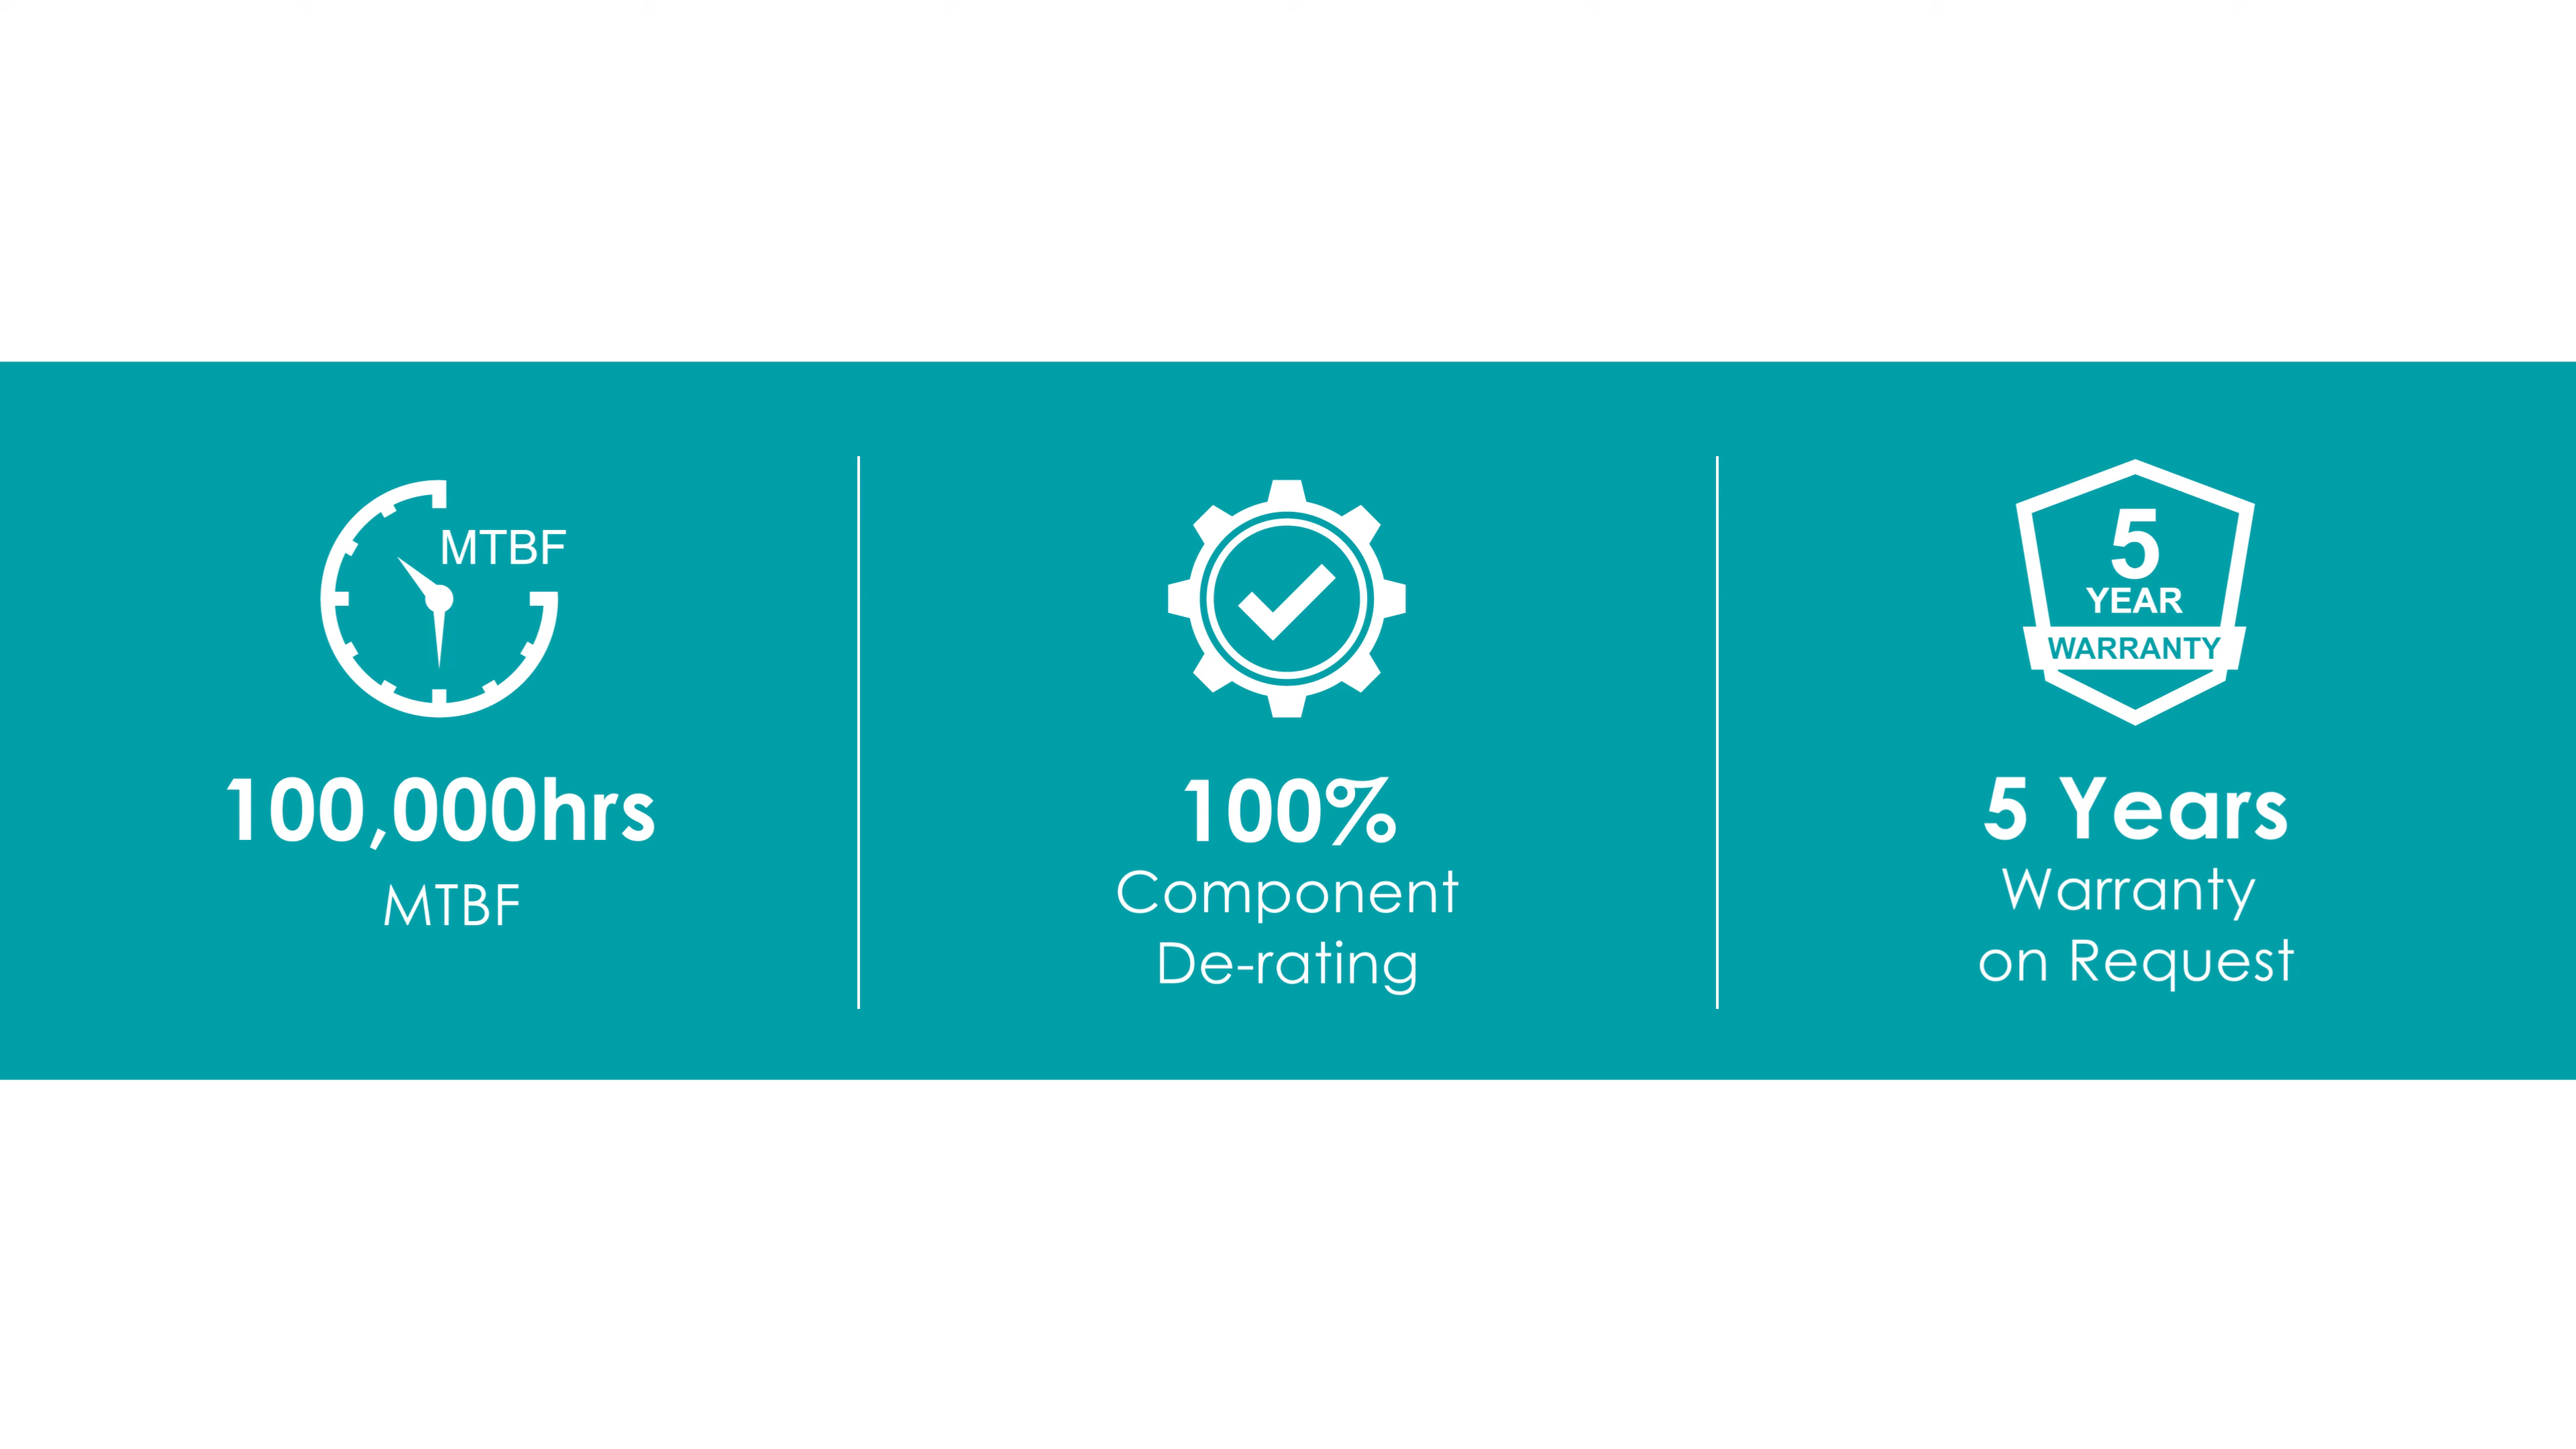 MTBF
100,000hrs
MTBF
100%
Component
De-rating
5
YEAR
WARRANTY
5 Years
Warranty
on Request